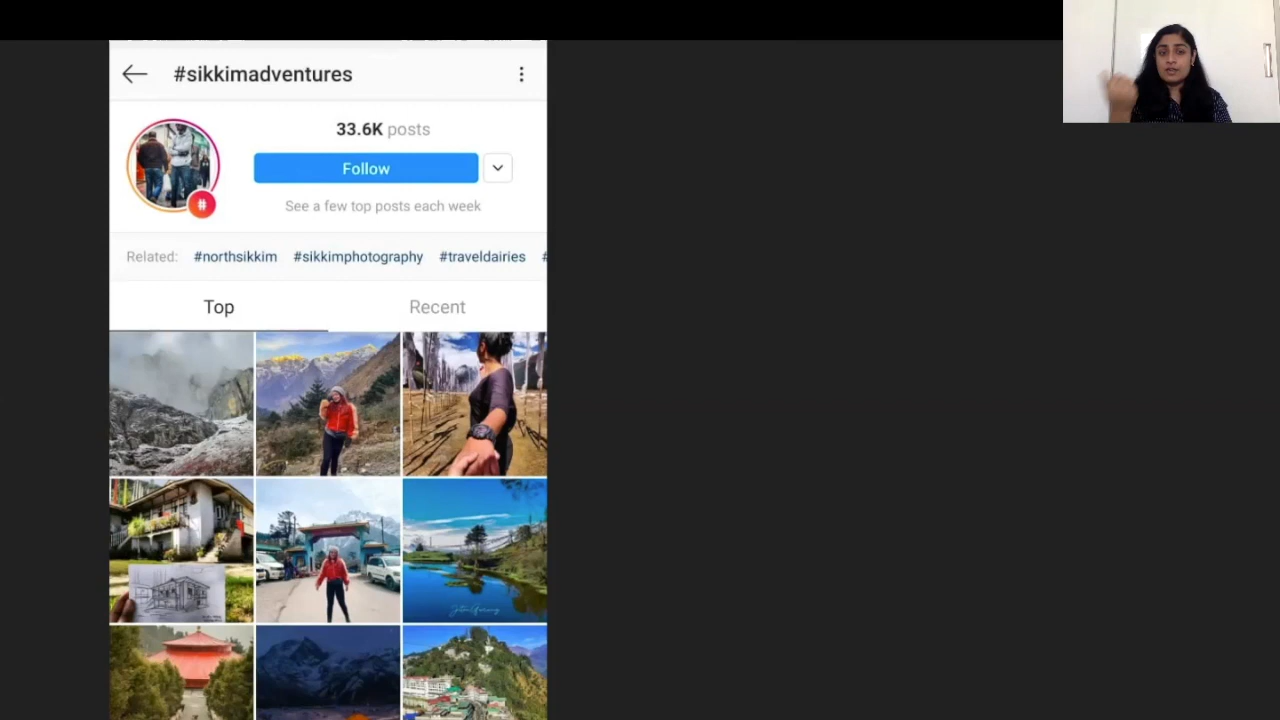 #sikkimadventures
33.6K posts
Follow
#
See a few top posts each week
Related: #northsikkim #sikkimphotography #traveldairies #
Top Recent